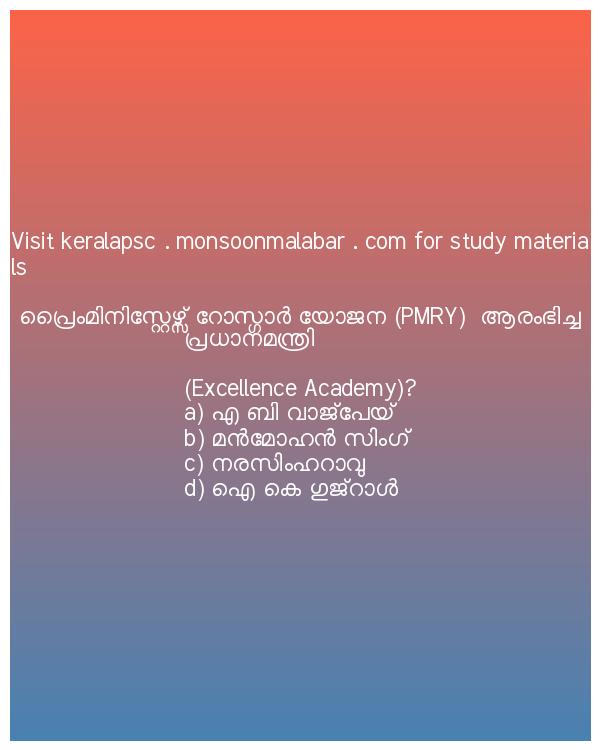 Visit keralapsc . monsoonmalabar . com for study materia
ls
പ്രൈംമിനിസ്റ്റേഴ്സ് റോസ്ഗാർ യോജന (PMRY)  ആരംഭിച്ച
പ്രധാനമന്ത്രി
(Excellence Academy)?
a) എ ബി വാജ്പേയ്
b) മൻമോഹൻ സിംഗ്
c) നരസിംഹറാവു
d) ഐ കെ ഗുജ്റാൾ